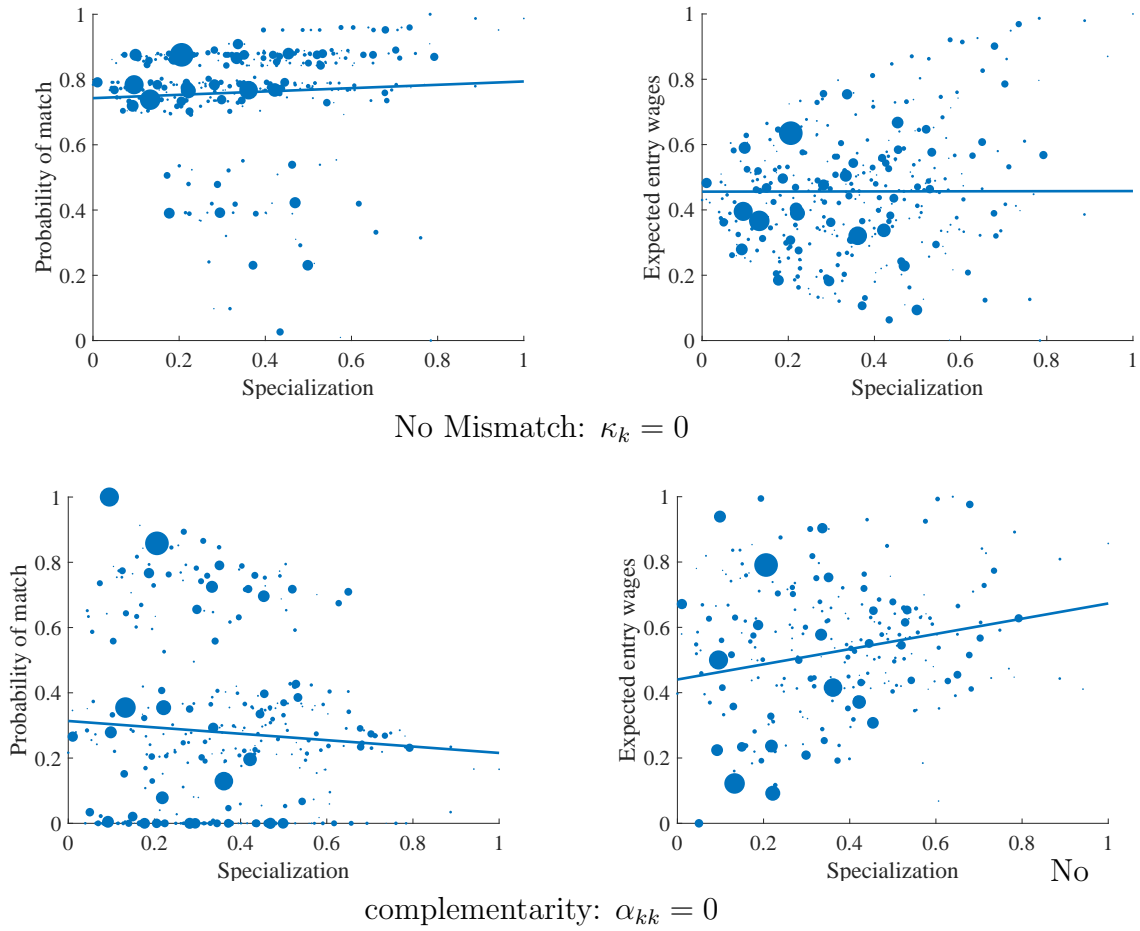 Probability of match
1
0.8
0.6
0.4
0.2
0
0 0.2 0.4 0.6 0.8 1
Specialization
Expected entry wages
1
0.8
0.6
0.4
0.2
0
0 0.2 0.4 0.6 0.8 1
Specialization
No Mismatch: κ_k = 0
Probability of match
1
0.8
0.6
0.4
0.2
0
0 0.2 0.4 0.6 0.8 1
Specialization
Expected entry wages
1
0.8
0.6
0.4
0.2
0
0 0.2 0.4 0.6 0.8 1
Specialization
No
complementarity: α_{kk} = 0